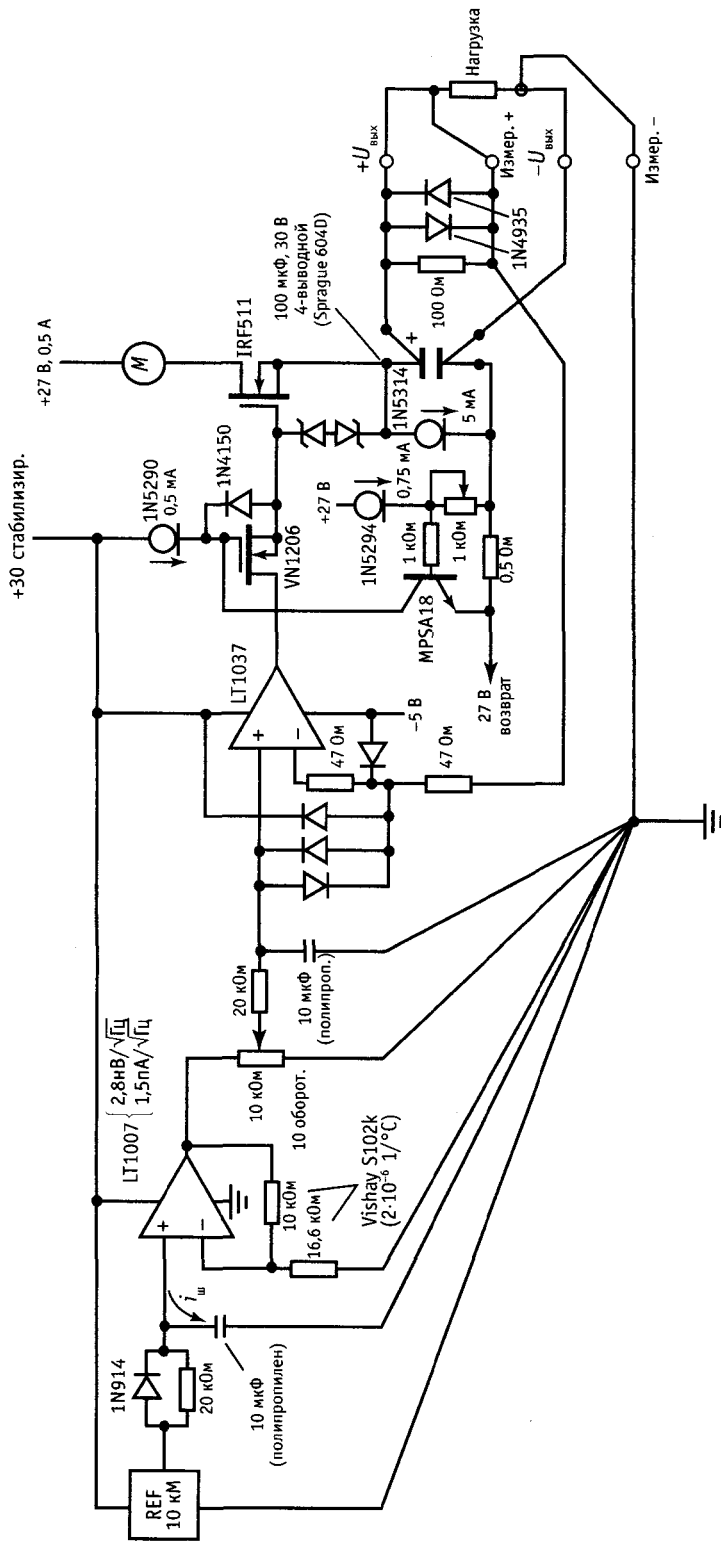 REF
10 кМ
1N914
20 кОм
10 мкФ
(полипропилен)
iш
+
−
LT1007
2,8нВ/√Гц
1,5пА/√Гц
10 кОм
16,6 кОм
Vishay S102k
(2·10⁻⁶ 1/°C)
10 кОм
10 оборот.
20 кОм
10 мкФ
(полипроп.)
LT1037
+
−
47 Ом
47 Ом
−5 В
+30 стабилизир.
1N5290
0,5 мА
1N4150
VN1206
MPSA18
27 В
возврат
+27 В
1N5294
0,75 мА
1 кОм
1 кОм
0,5 Ом
+27 В, 0,5 А
M
IRF511
100 мкФ, 30 В
4-выводной
(Sprague 604D)
1N5314
5 мА
+
100 Ом
1N4935
+Uвых
Измер. +
−Uвых
Измер. −
Нагрузка